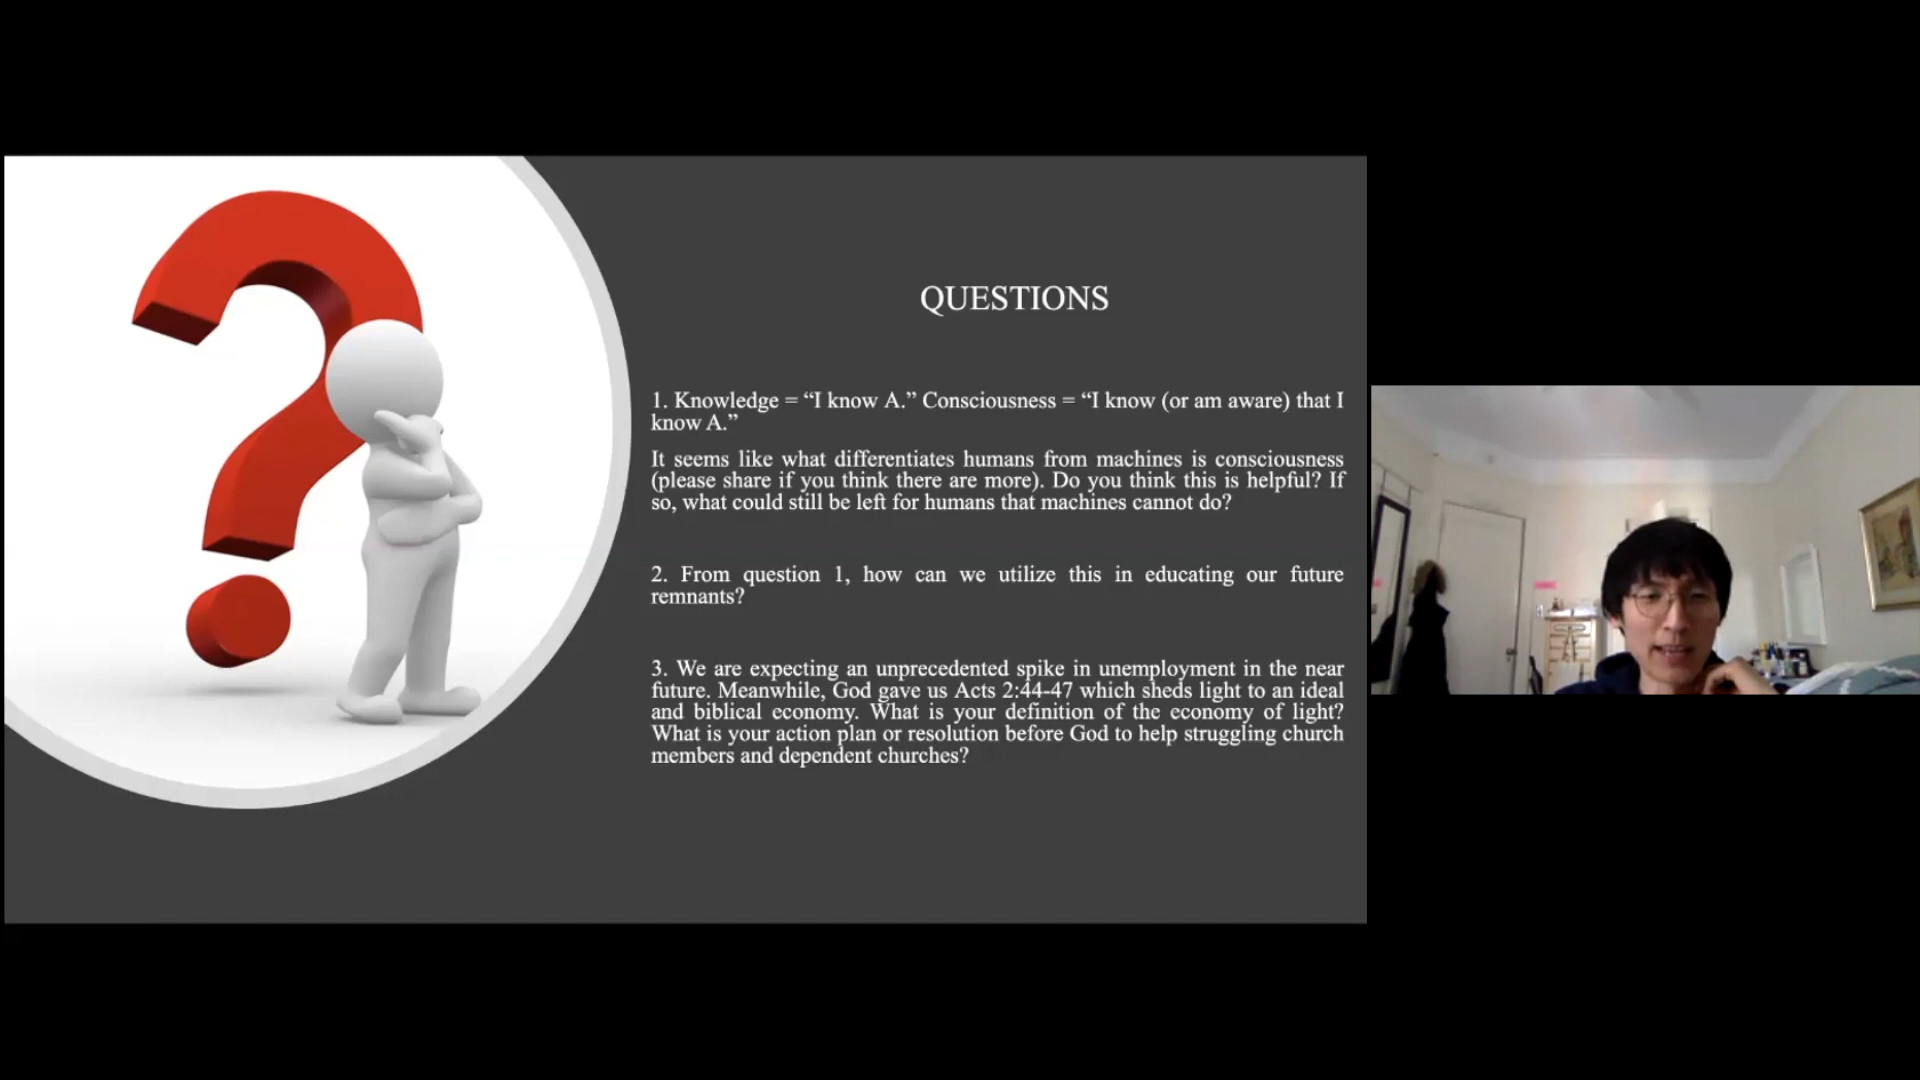 QUESTIONS
1. Knowledge = “I know A.” Consciousness = “I know (or am aware) that I
know A.”
It seems like what differentiates humans from machines is consciousness
(please share if you think there are more). Do you think this is helpful? If
so, what could still be left for humans that machines cannot do?
2. From question 1, how can we utilize this in educating our future
remnants?
3. We are expecting an unprecedented spike in unemployment in the near
future. Meanwhile, God gave us Acts 2:44-47 which sheds light to an ideal
and biblical economy. What is your definition of the economy of light?
What is your action plan or resolution before God to help struggling church
members and dependent churches?